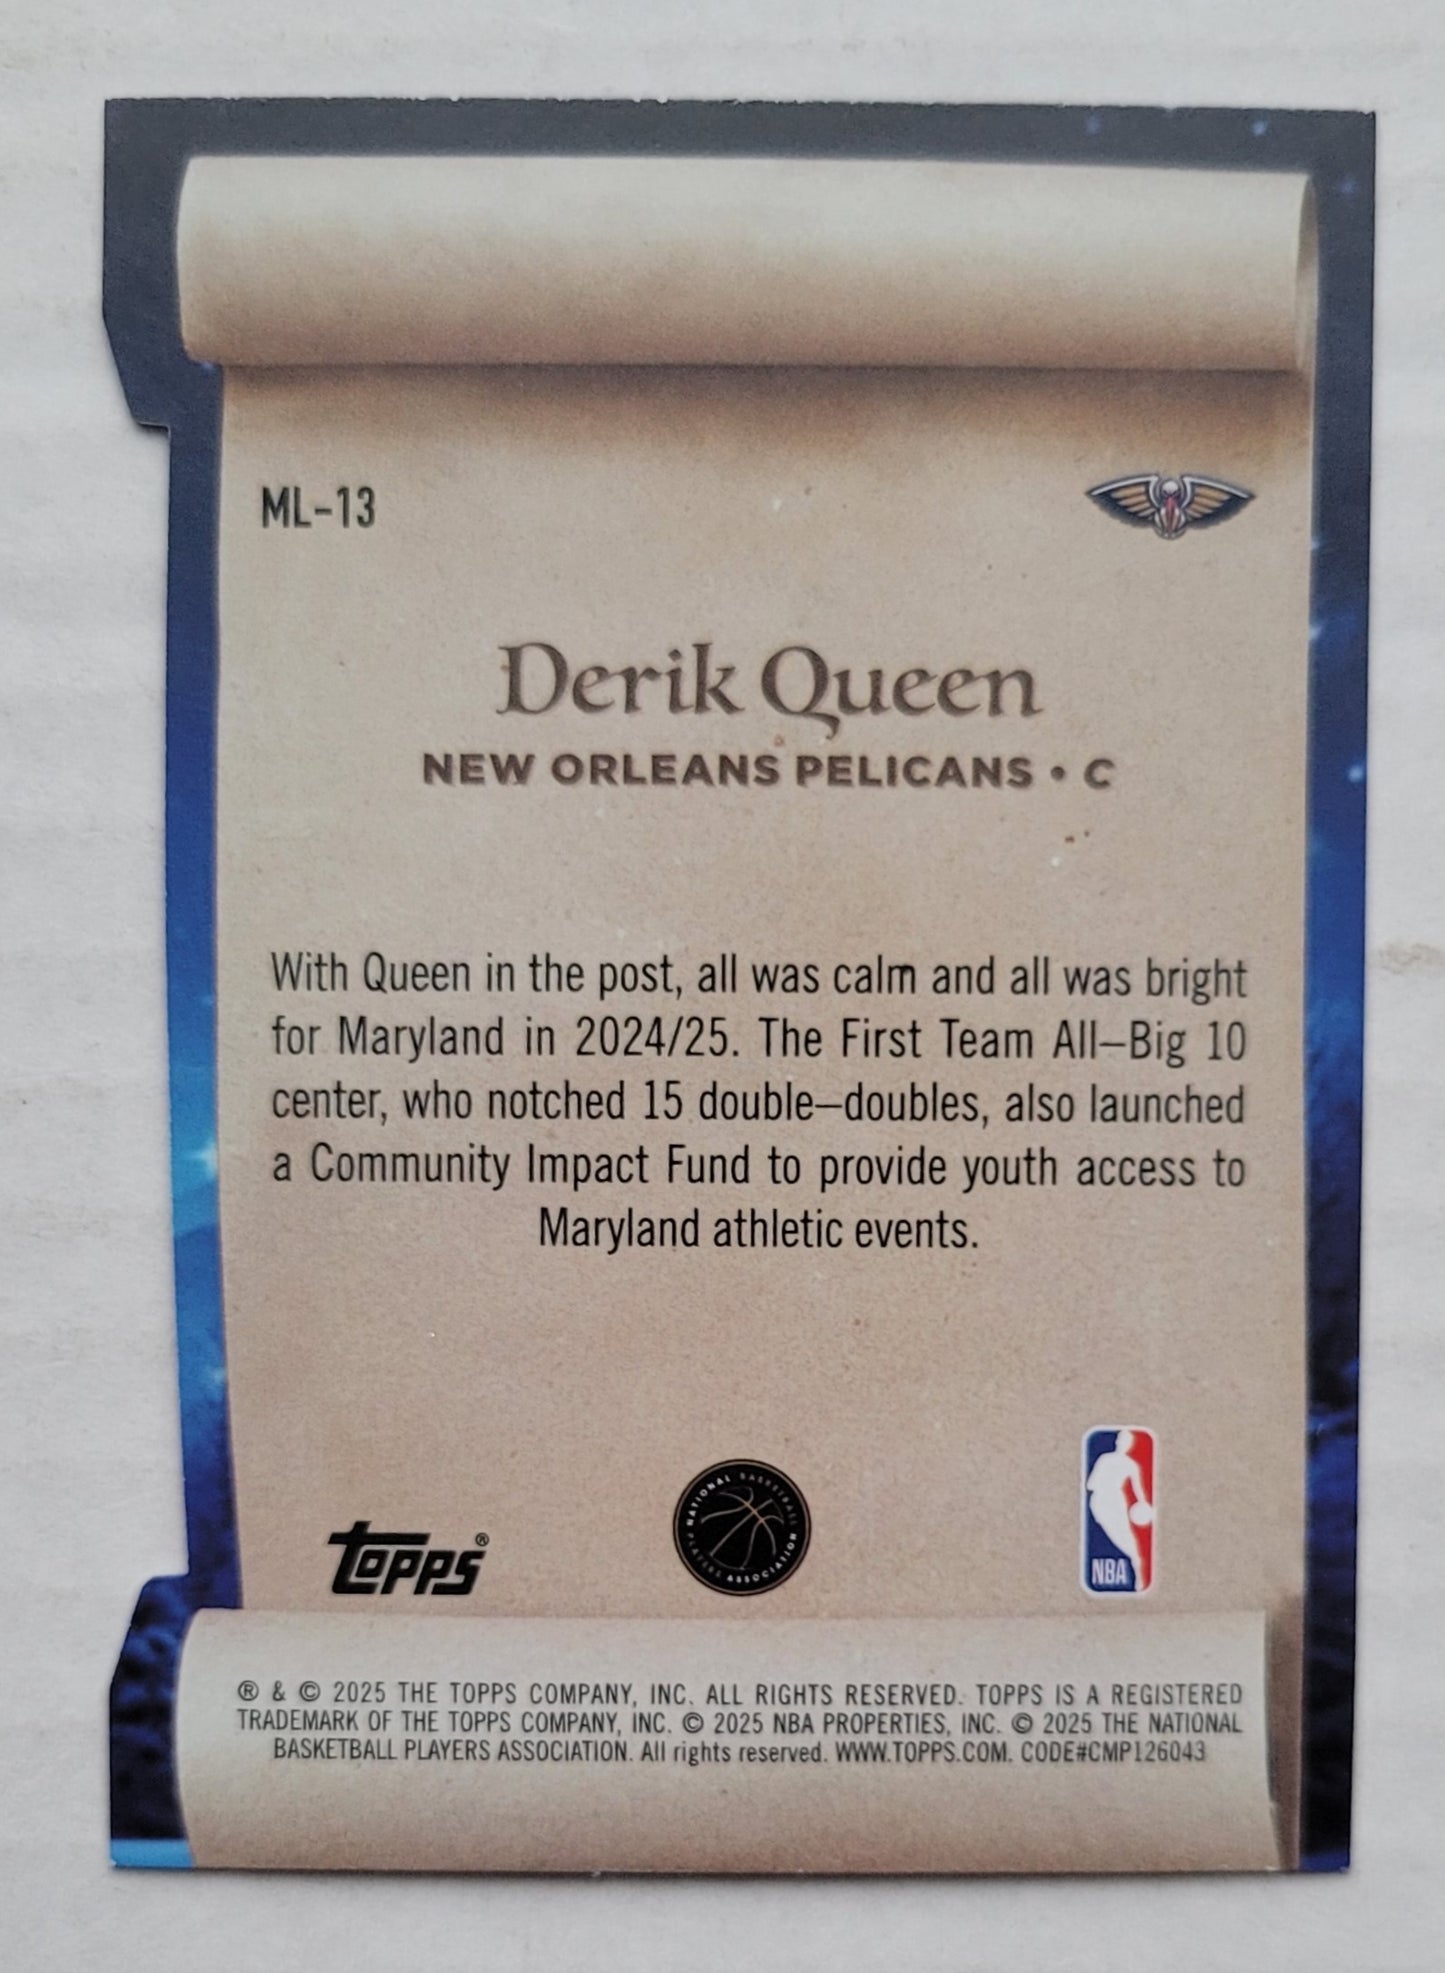 ML-13
Derik Queen
NEW ORLEANS PELICANS • C
With Queen in the post, all was calm and all was bright
for Maryland in 2024/25. The First Team All–Big 10
center, who notched 15 double–doubles, also launched
a Community Impact Fund to provide youth access to
Maryland athletic events.
topps®
NATIONAL BASKETBALL
PLAYERS ASSOCIATION
NBA
® & © 2025 THE TOPPS COMPANY, INC. ALL RIGHTS RESERVED. TOPPS IS A REGISTERED
TRADEMARK OF THE TOPPS COMPANY, INC. © 2025 NBA PROPERTIES, INC. © 2025 THE NATIONAL
BASKETBALL PLAYERS ASSOCIATION. All rights reserved. WWW.TOPPS.COM. CODE#CMP126043